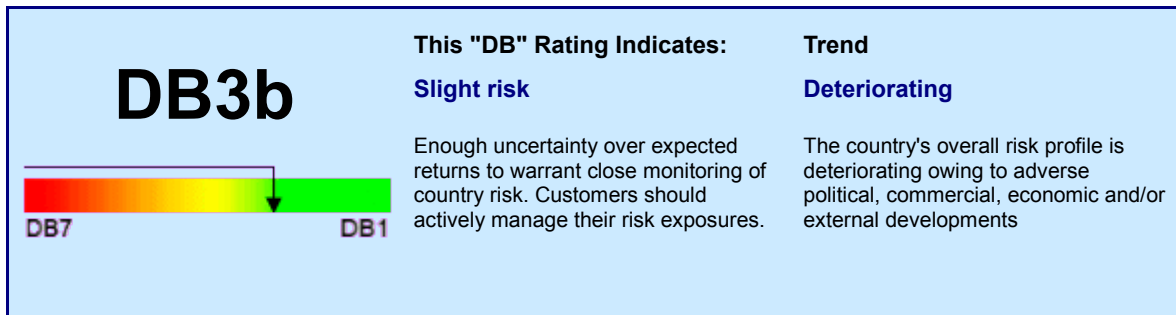 DB3b
DB7
DB1
This "DB" Rating Indicates:
Slight risk
Enough uncertainty over expected
returns to warrant close monitoring of
country risk. Customers should
actively manage their risk exposures.
Trend
Deteriorating
The country's overall risk profile is
deteriorating owing to adverse
political, commercial, economic and/or
external developments